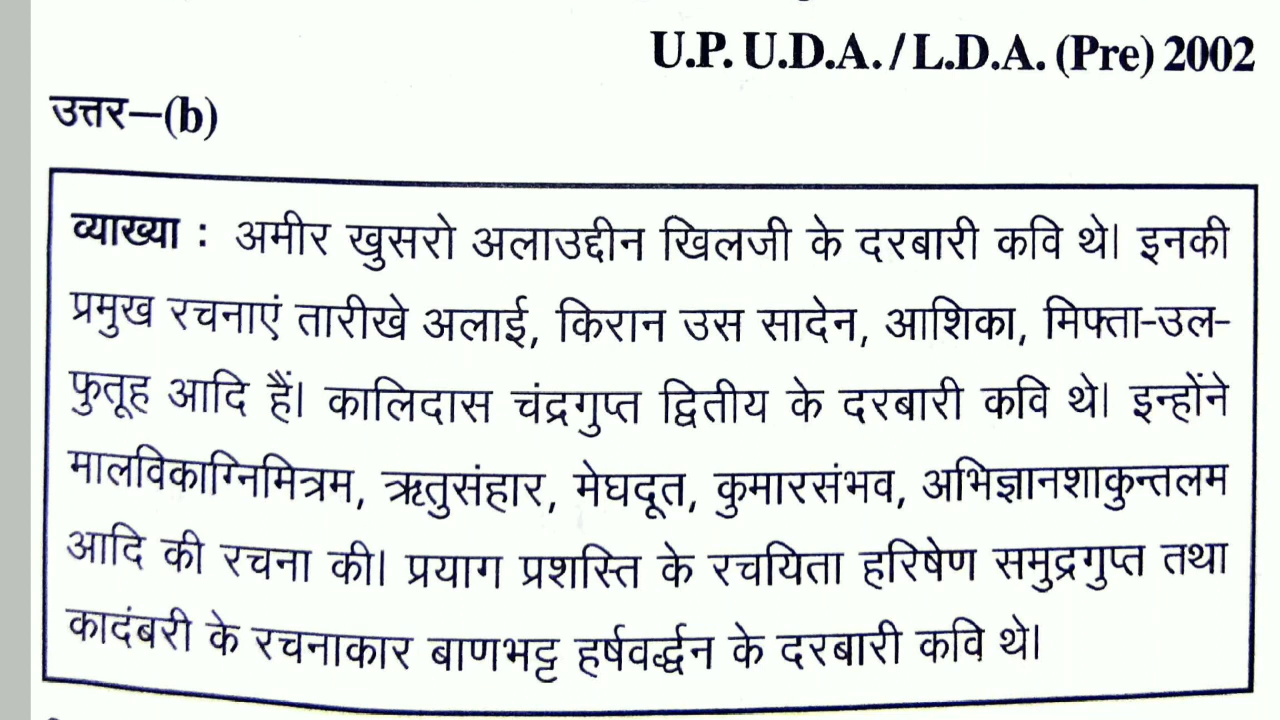 U.P. U.D.A. / L.D.A. (Pre) 2002
उत्तर—(b)
व्याख्या : अमीर खुसरो अलाउद्दीन खिलजी के दरबारी कवि थे। इनकी
प्रमुख रचनाएं तारीखे अलाई, किरान उस सादेन, आशिका, मिफ्ता-उल-
फुतूह आदि हैं। कालिदास चंद्रगुप्त द्वितीय के दरबारी कवि थे। इन्होंने
मालविकाग्निमित्रम, ऋतुसंहार, मेघदूत, कुमारसंभव, अभिज्ञानशाकुन्तलम
आदि की रचना की। प्रयाग प्रशस्ति के रचयिता हरिषेण समुद्रगुप्त तथा
कादंबरी के रचनाकार बाणभट्ट हर्षवर्द्धन के दरबारी कवि थे।